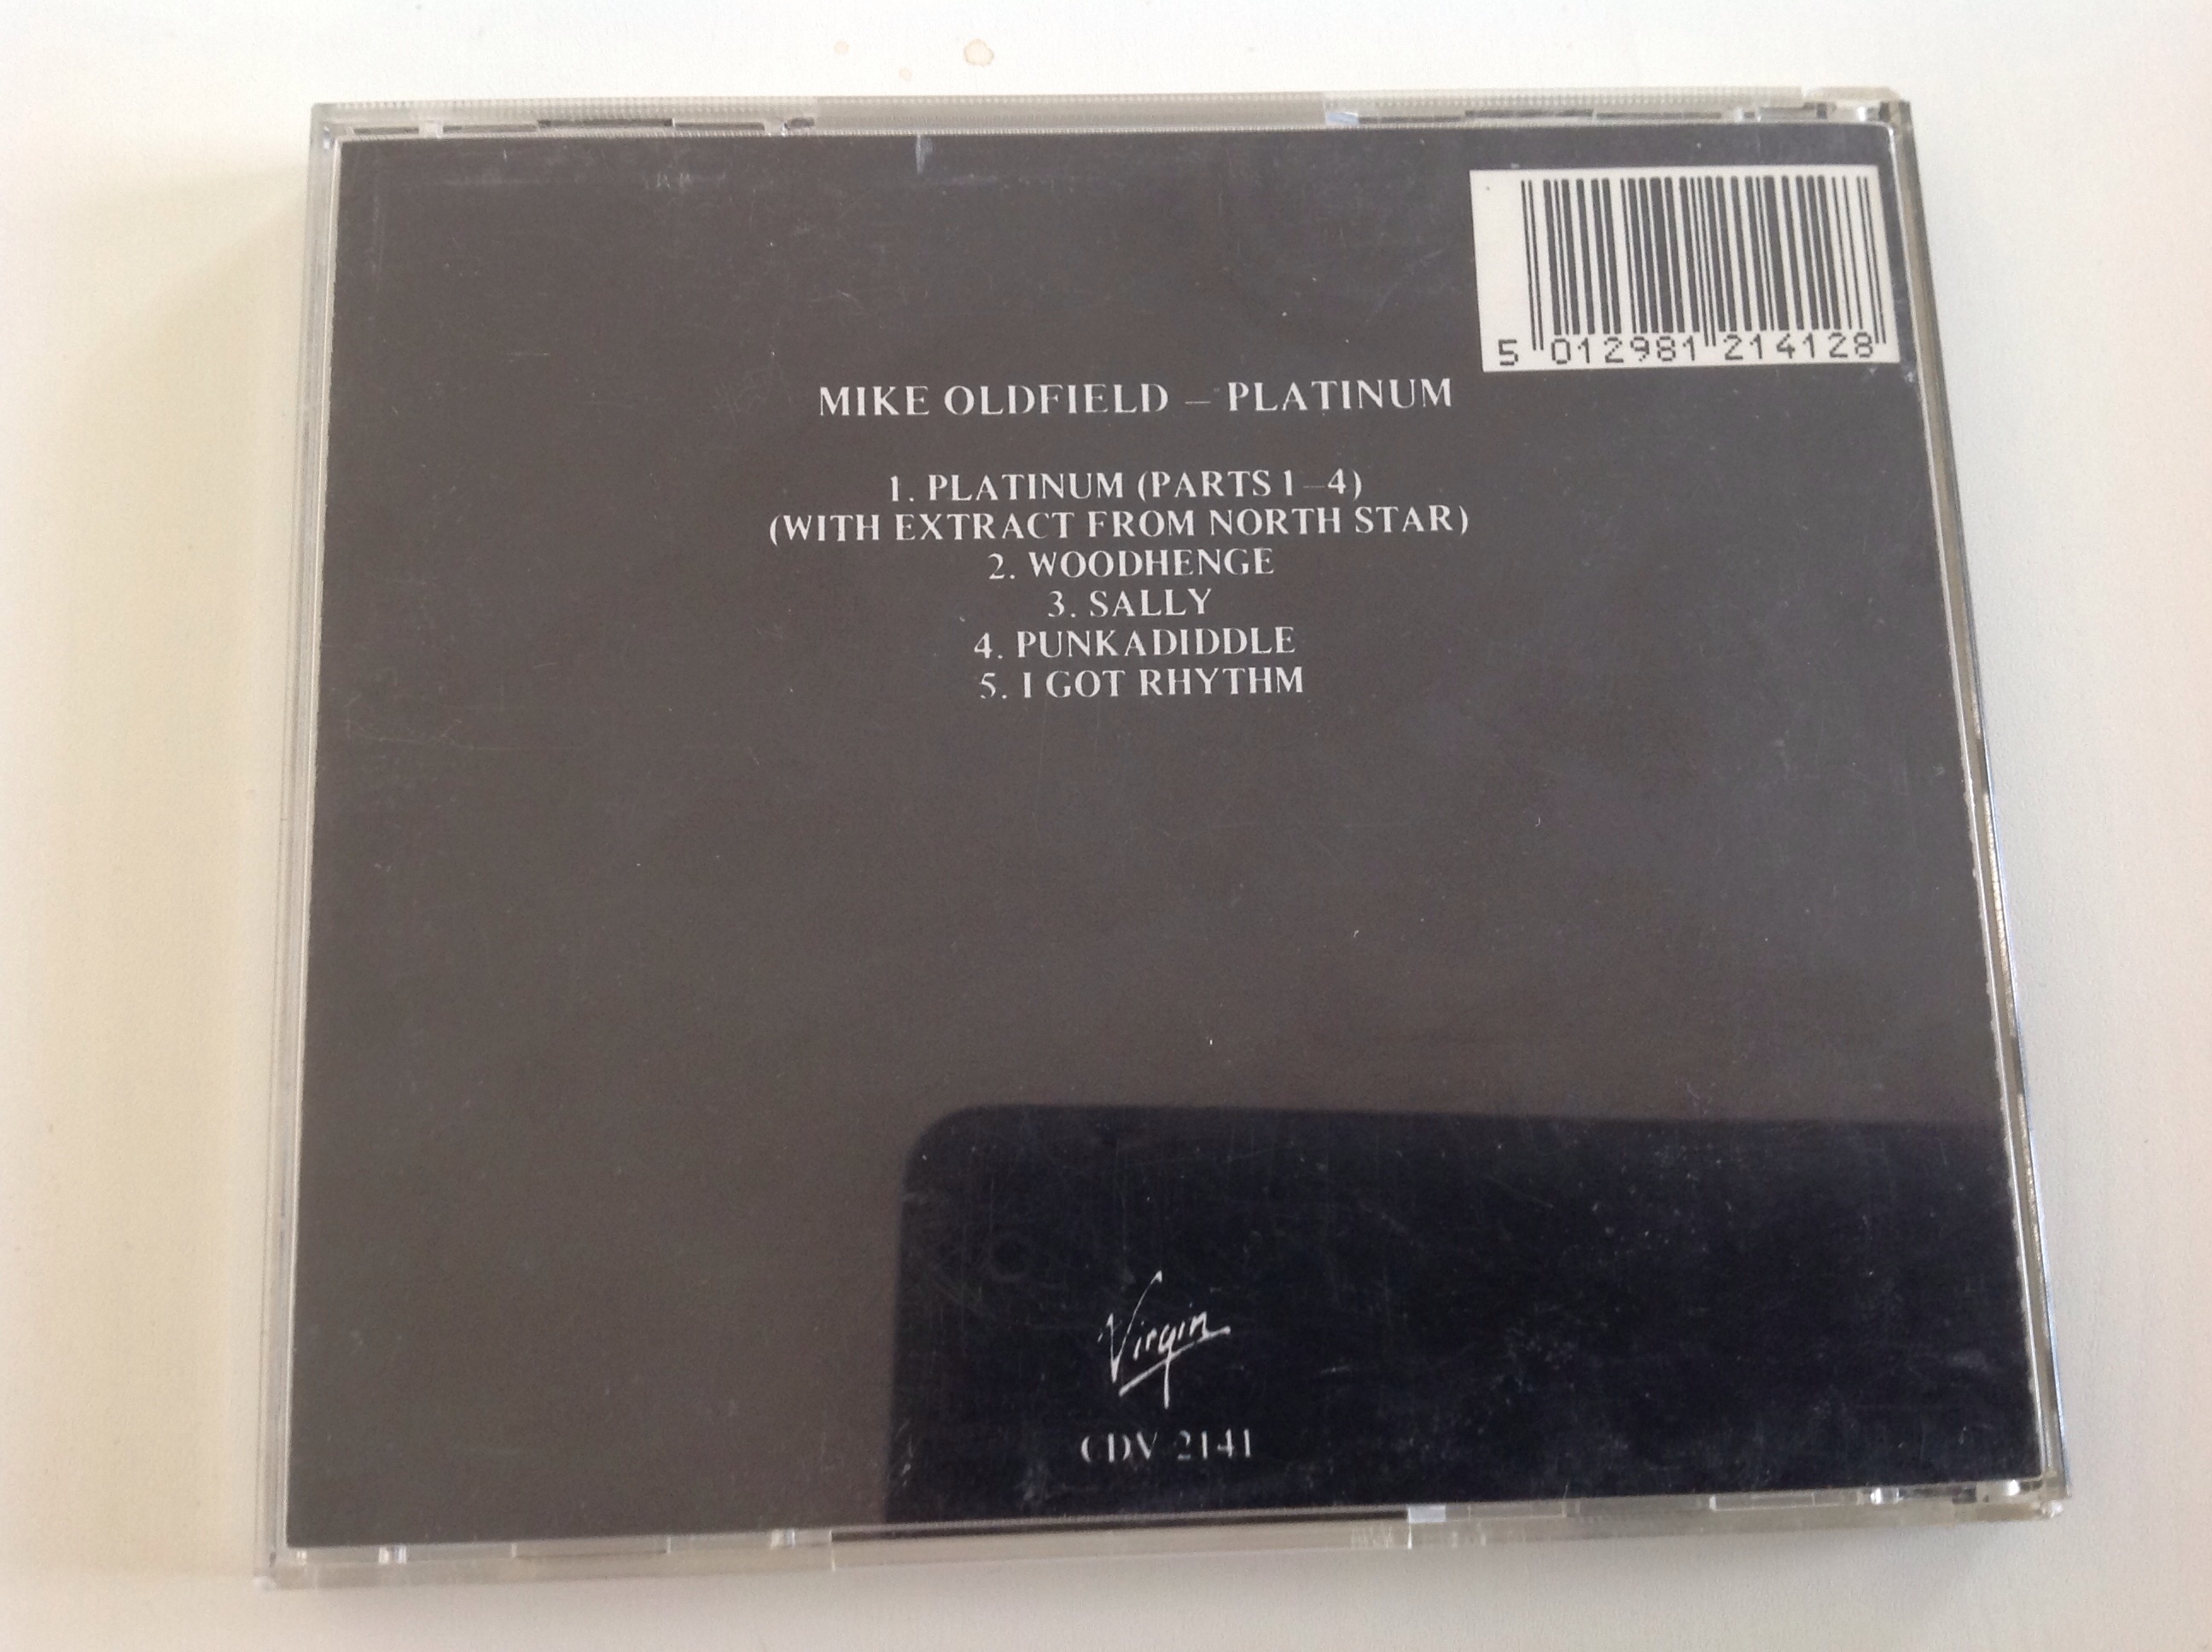 5 012981 214128
MIKE OLDFIELD – PLATINUM
1. PLATINUM (PARTS 1–4)
(WITH EXTRACT FROM NORTH STAR)
2. WOODHENGE
3. SALLY
4. PUNKADIDDLE
5. I GOT RHYTHM
Virgin
CDV 2141